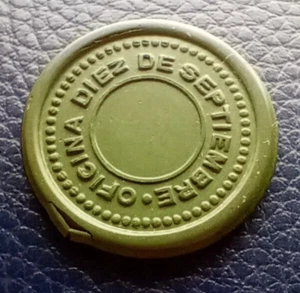 OFICINA DIEZ DE SEPTIEMBRE •